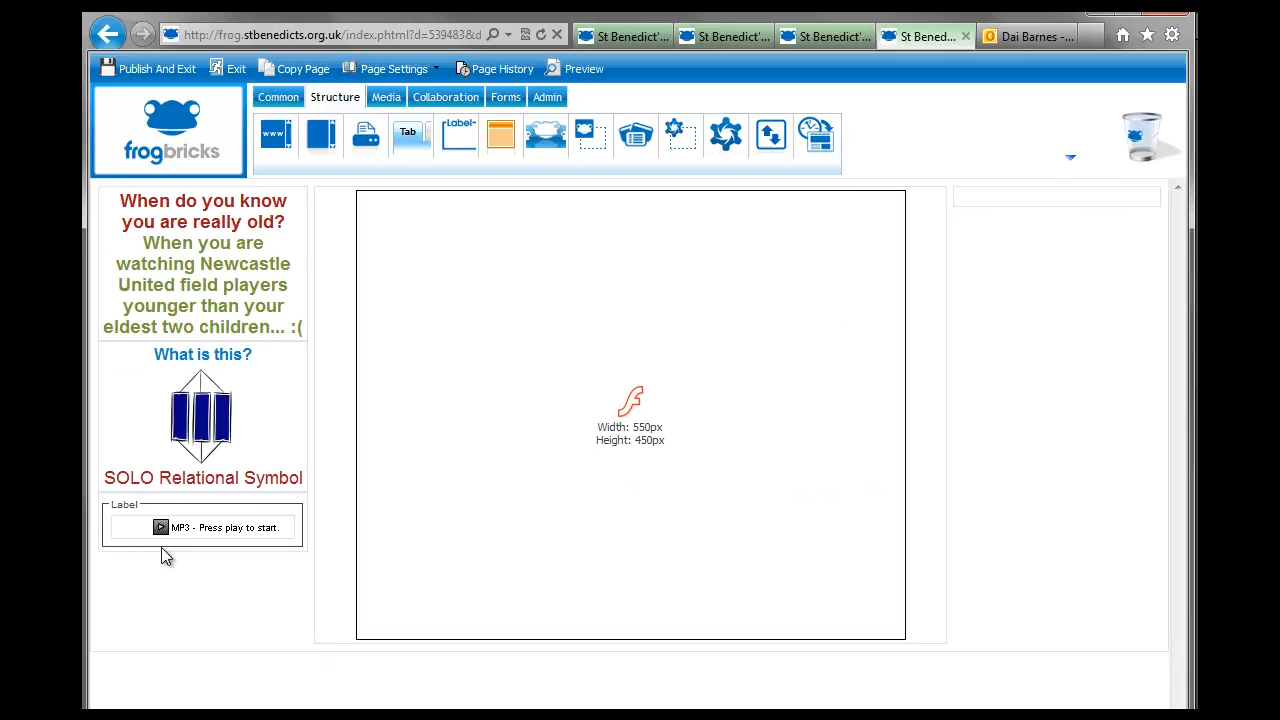 http://frog.stbenedicts.org.uk/index.phtml?d=539483&d
St Benedict'...
St Benedict'...
St Benedict'...
St Bened...
Dai Barnes -...
Publish And Exit
Exit
Copy Page
Page Settings
Page History
Preview
frogbricks
Common
Structure
Media
Collaboration
Forms
Admin
www
Tab
Label
When do you know
you are really old?
When you are
watching Newcastle
United field players
younger than your
eldest two children... :(
What is this?
SOLO Relational Symbol
Label
MP3 - Press play to start.
Width: 550px
Height: 450px